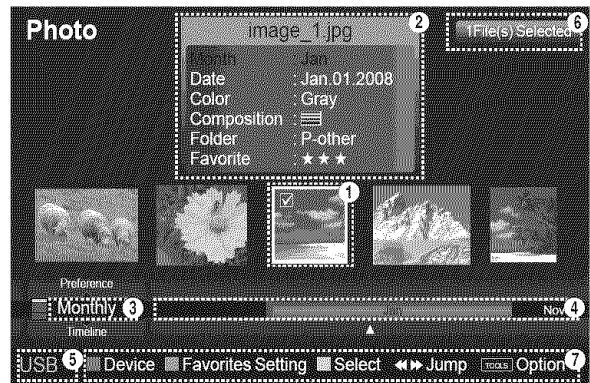 Photo
image_1.jpg
2
1File(s) Selected
6
Month : Jan
Date : Jan.01.2008
Color : Gray
Composition :
Folder : P-other
Favorite : ★ ★ ★
1
Preference
Monthly
3
Jan
Nov
4
Timeline
USB
5
Device
Favorites Setting
Select
Jump
TOOLS
Option
7